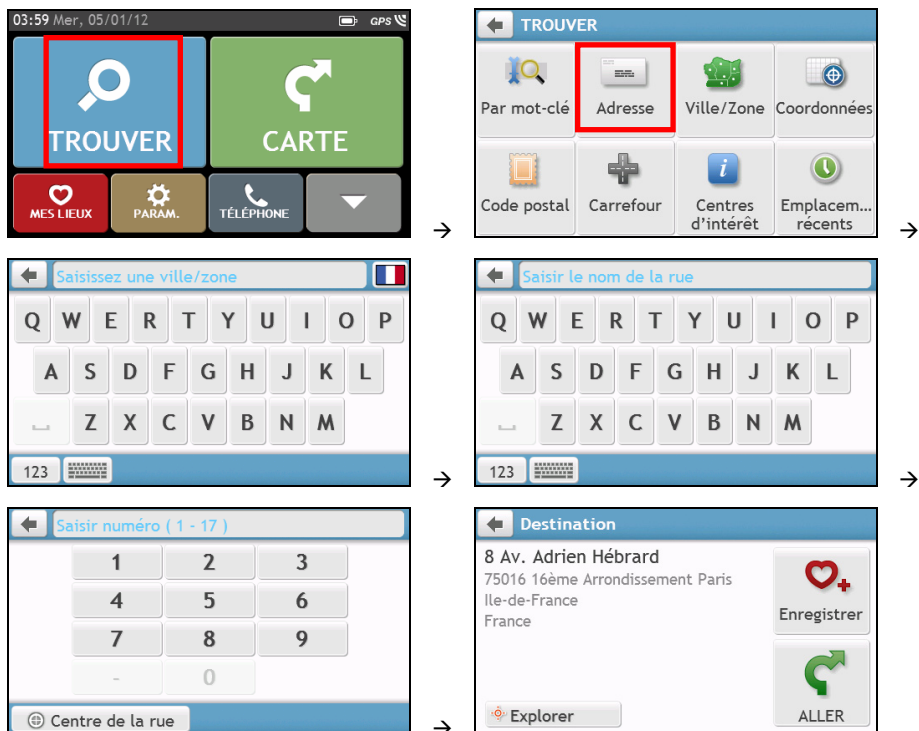 03:59 Mer, 05/01/12 GPS
TROUVER CARTE
MES LIEUX PARAM. TÉLÉPHONE
→
TROUVER
Par mot-clé Adresse Ville/Zone Coordonnées
Code postal Carrefour Centres d'intérêt Emplacem... récents
→
Saisissez une ville/zone
Q W E R T Y U I O P
A S D F G H J K L
Z X C V B N M
123
→
Saisir le nom de la rue
Q W E R T Y U I O P
A S D F G H J K L
Z X C V B N M
123
→
Saisir numéro ( 1 - 17 )
1 2 3
4 5 6
7 8 9
- 0
Centre de la rue
→
Destination
8 Av. Adrien Hébrard
75016 16ème Arrondissement Paris
Ile-de-France
France
Enregistrer
Explorer
ALLER